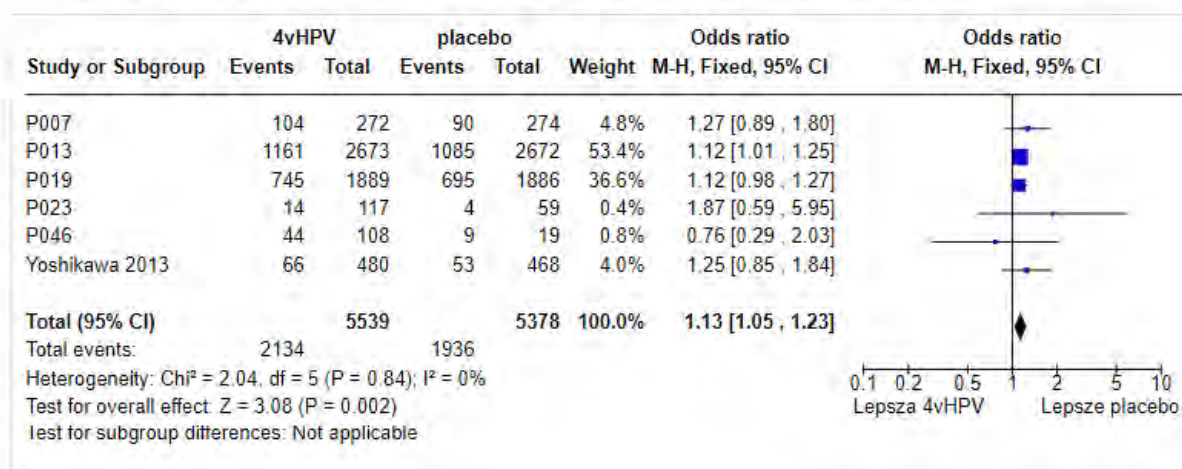 4vHPV placebo Odds ratio Odds ratio
Study or Subgroup Events Total Events Total Weight M-H, Fixed, 95% CI M-H, Fixed, 95% CI
P007 104 272 90 274 4.8% 1.27 [0.89 , 1.80]
P013 1161 2673 1085 2672 53.4% 1.12 [1.01 , 1.25]
P019 745 1889 695 1886 36.6% 1.12 [0.98 , 1.27]
P023 14 117 4 59 0.4% 1.87 [0.59 , 5.95]
P046 44 108 9 19 0.8% 0.76 [0.29 , 2.03]
Yoshikawa 2013 66 480 53 468 4.0% 1.25 [0.85 , 1.84]
Total (95% CI) 5539 5378 100.0% 1.13 [1.05 , 1.23]
Total events: 2134 1936
Heterogeneity: Chi² = 2.04, df = 5 (P = 0.84); I² = 0%
Test for overall effect: Z = 3.08 (P = 0.002)
Test for subgroup differences: Not applicable
0.1 0.2 0.5 1 2 5 10
Lepsza 4vHPV Lepsze placebo